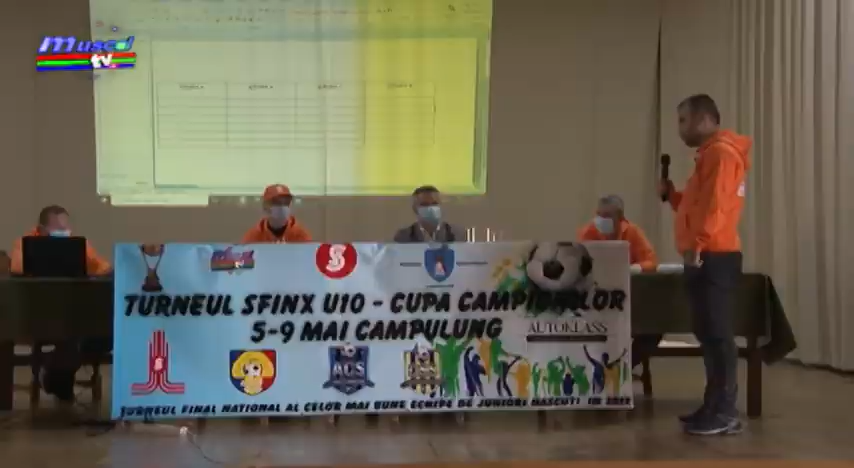 Muscel
TV
S
TURNEUL SFINX U10 - CUPA CAMPIONILOR
5-9 MAI CAMPULUNG
AUTOKLASS
ACS
TURNEUL FINAL NATIONAL AL CELOR MAI BUNE ECHIPE DE JUNIORI NASCUTI IN